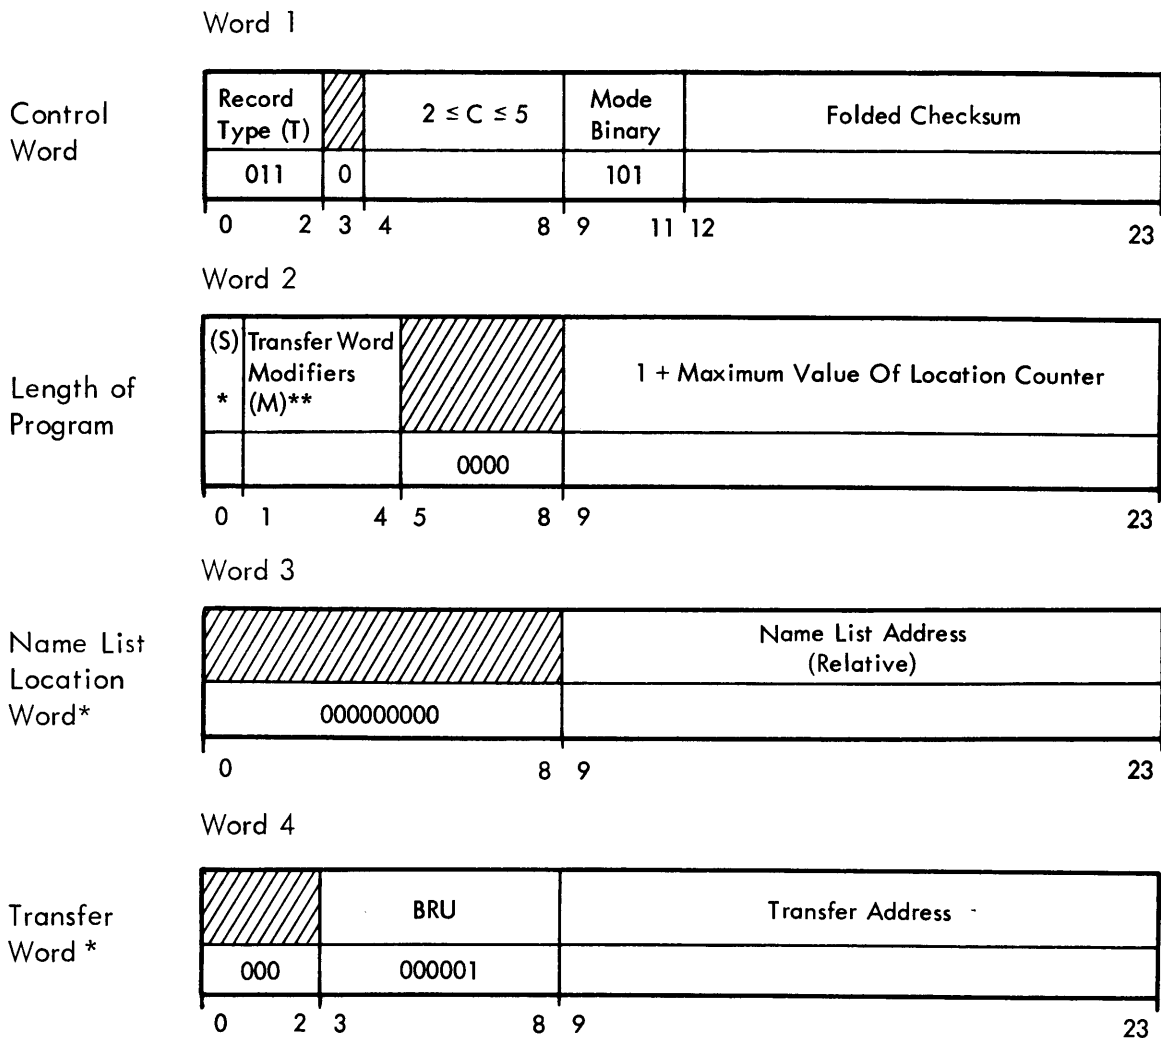 Word 1
Control
Word
Record
Type (T)
2 ≤ C ≤ 5
Mode
Binary
Folded Checksum
011 0 101
0 2 3 4 8 9 11 12 23
Word 2
Length of
Program
(S)
*
Transfer Word
Modifiers
(M)**
1 + Maximum Value Of Location Counter
0000
0 1 4 5 8 9 23
Word 3
Name List
Location
Word*
Name List Address
(Relative)
000000000
0 8 9 23
Word 4
Transfer
Word *
BRU
Transfer Address
000 000001
0 2 3 8 9 23